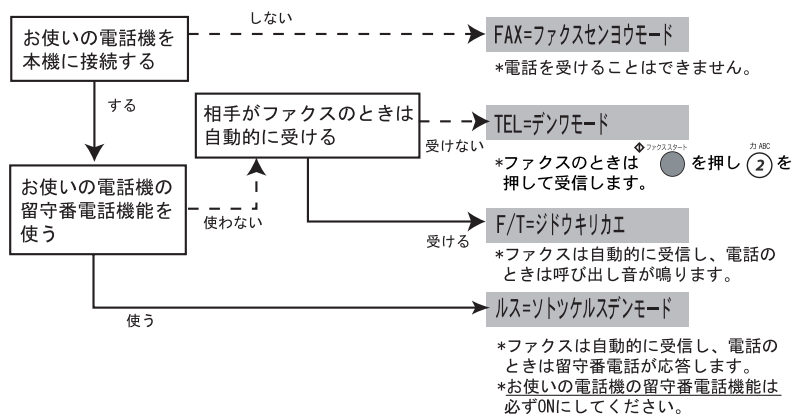 お使いの電話機を
本機に接続する
しない
FAX=ファクスセンヨウモード
*電話を受けることはできません。
する
相手がファクスのときは
自動的に受ける
受けない
TEL=デンワモード
ファクススタート
カ ABC
*ファクスのときは を押し 2 を
押して受信します。
お使いの電話機の
留守番電話機能を
使う
使わない
受ける
F/T=ジドウキリカエ
*ファクスは自動的に受信し、電話の
ときは呼び出し音が鳴ります。
使う
ルス=ソトツケルスデンモード
*ファクスは自動的に受信し、電話の
ときは留守番電話が応答します。
*お使いの電話機の留守番電話機能は
必ずONにしてください。